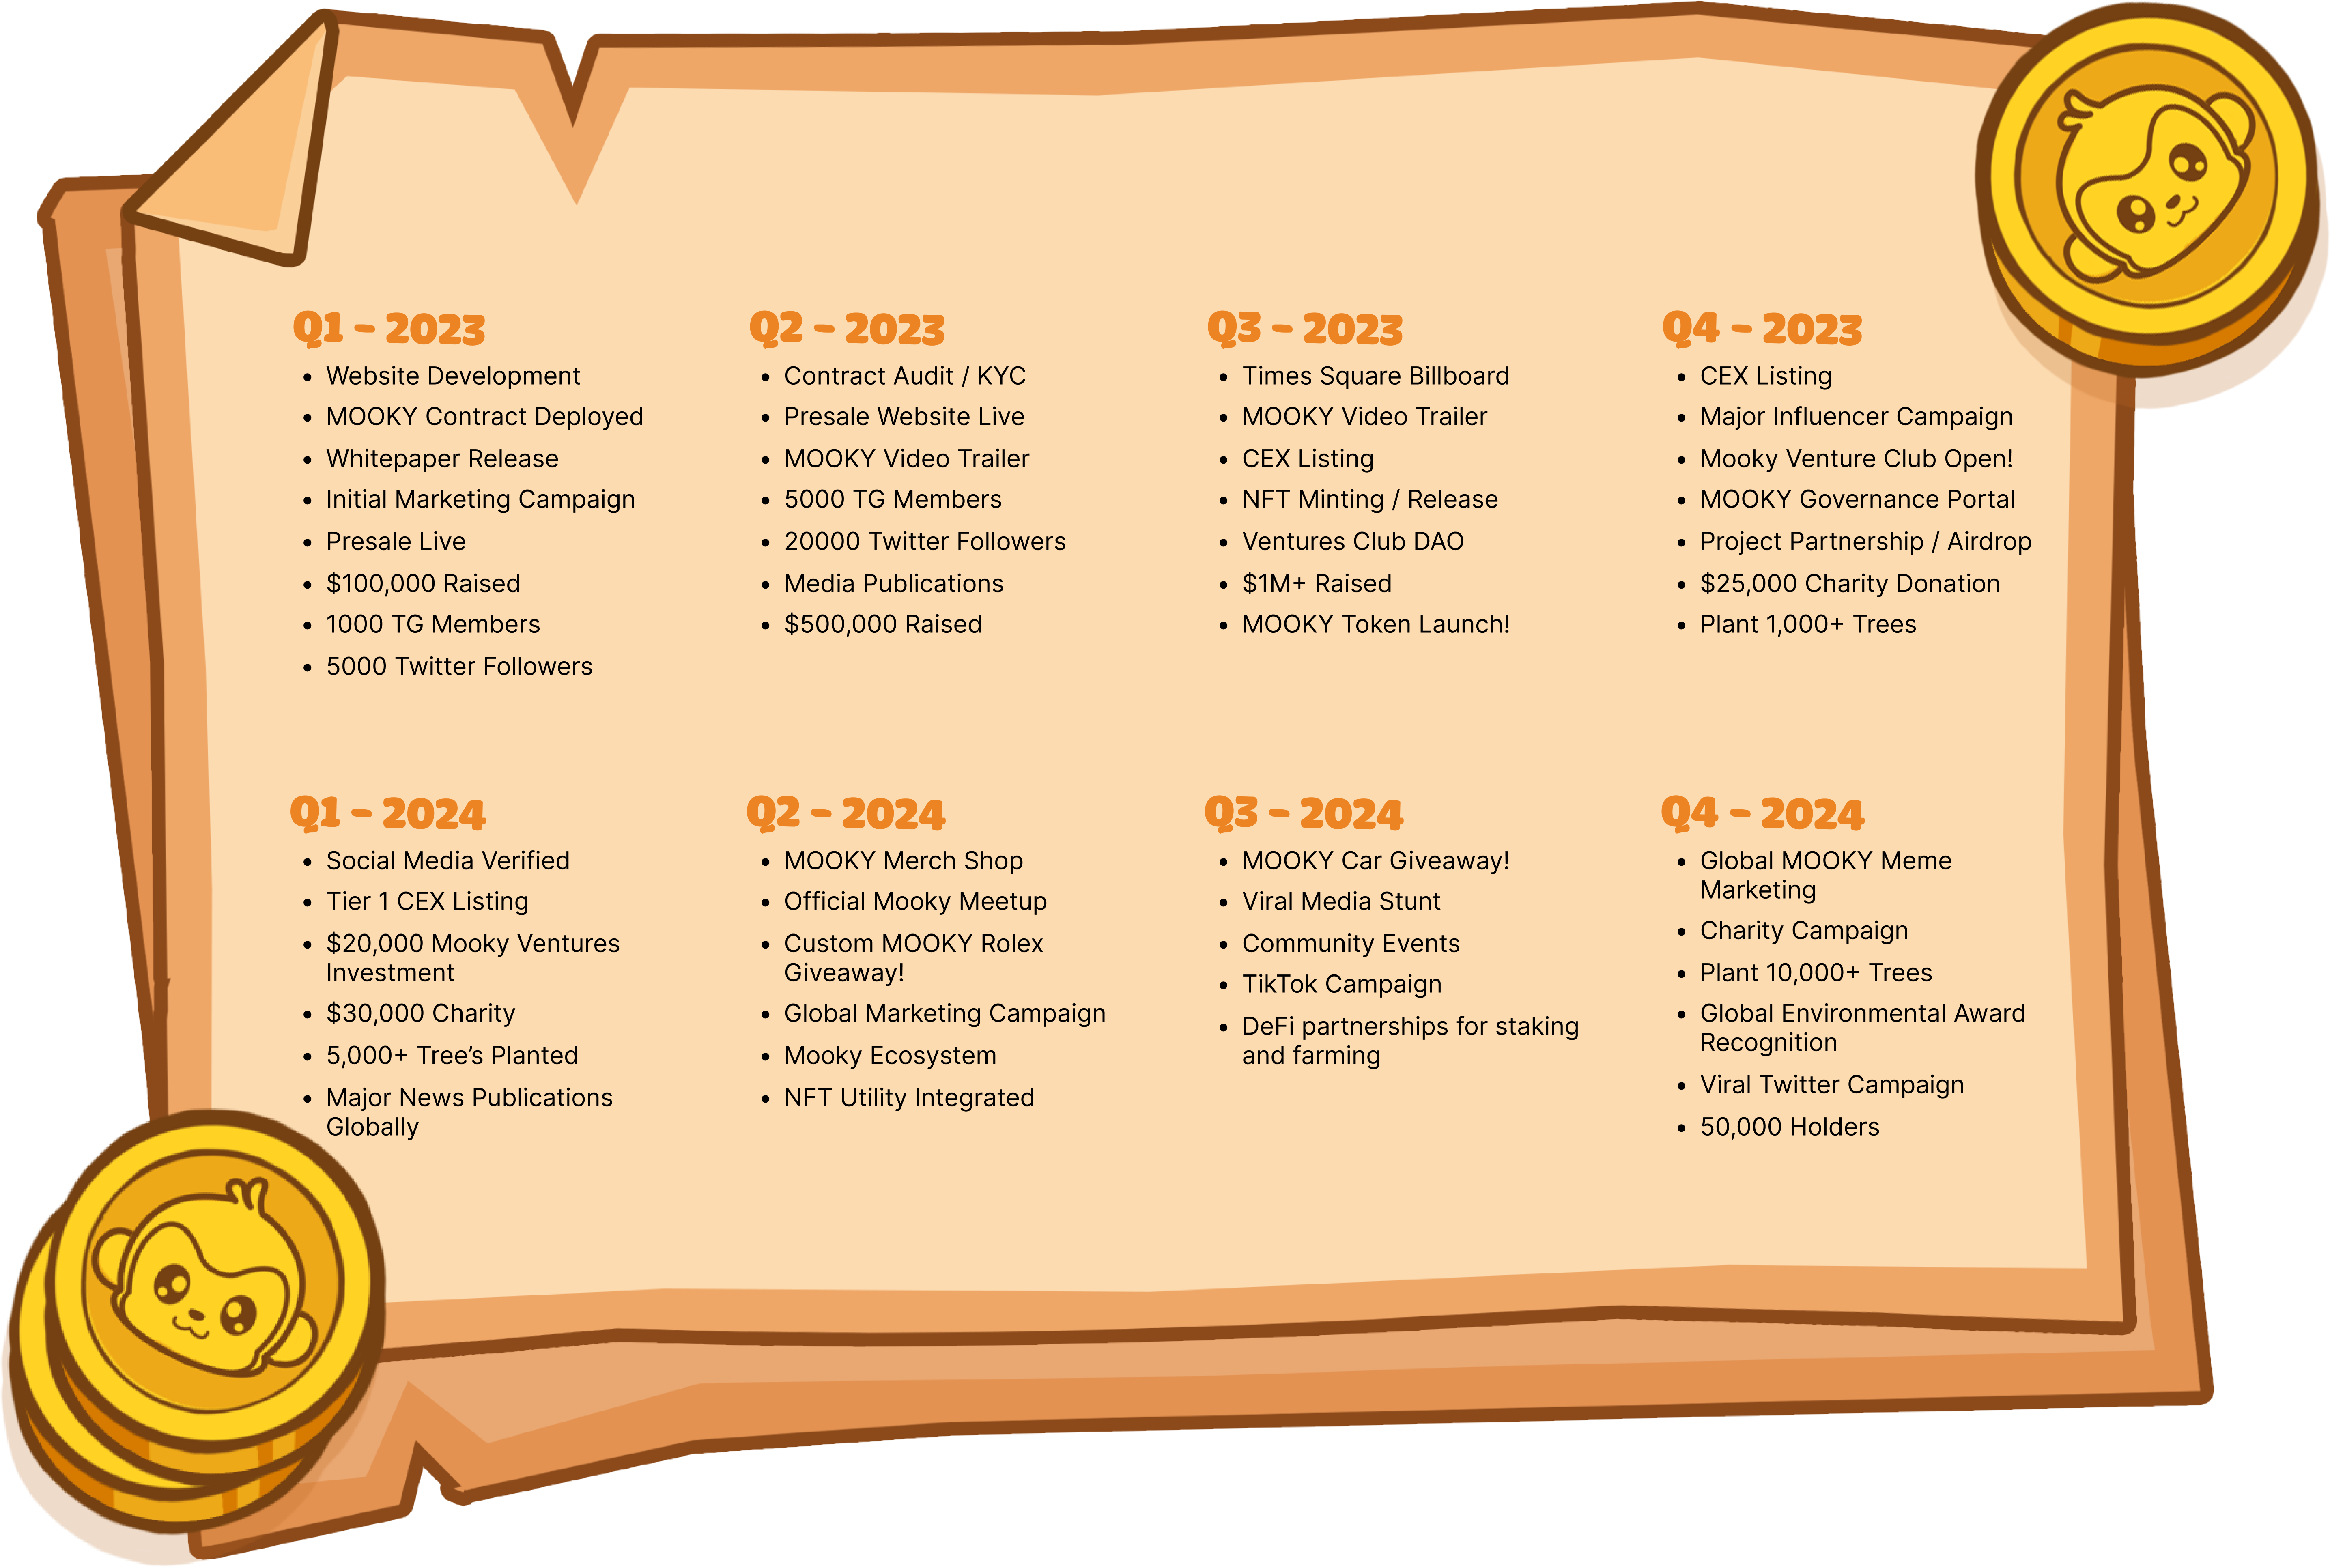 Q1 - 2023
• Website Development
• MOOKY Contract Deployed
• Whitepaper Release
• Initial Marketing Campaign
• Presale Live
• $100,000 Raised
• 1000 TG Members
• 5000 Twitter Followers
Q2 - 2023
• Contract Audit / KYC
• Presale Website Live
• MOOKY Video Trailer
• 5000 TG Members
• 20000 Twitter Followers
• Media Publications
• $500,000 Raised
Q3 - 2023
• Times Square Billboard
• MOOKY Video Trailer
• CEX Listing
• NFT Minting / Release
• Ventures Club DAO
• $1M+ Raised
• MOOKY Token Launch!
Q4 - 2023
• CEX Listing
• Major Influencer Campaign
• Mooky Venture Club Open!
• MOOKY Governance Portal
• Project Partnership / Airdrop
• $25,000 Charity Donation
• Plant 1,000+ Trees
Q1 - 2024
• Social Media Verified
• Tier 1 CEX Listing
• $20,000 Mooky Ventures
Investment
• $30,000 Charity
• 5,000+ Tree’s Planted
• Major News Publications
Globally
Q2 - 2024
• MOOKY Merch Shop
• Official Mooky Meetup
• Custom MOOKY Rolex
Giveaway!
• Global Marketing Campaign
• Mooky Ecosystem
• NFT Utility Integrated
Q3 - 2024
• MOOKY Car Giveaway!
• Viral Media Stunt
• Community Events
• TikTok Campaign
• DeFi partnerships for staking
and farming
Q4 - 2024
• Global MOOKY Meme
Marketing
• Charity Campaign
• Plant 10,000+ Trees
• Global Environmental Award
Recognition
• Viral Twitter Campaign
• 50,000 Holders